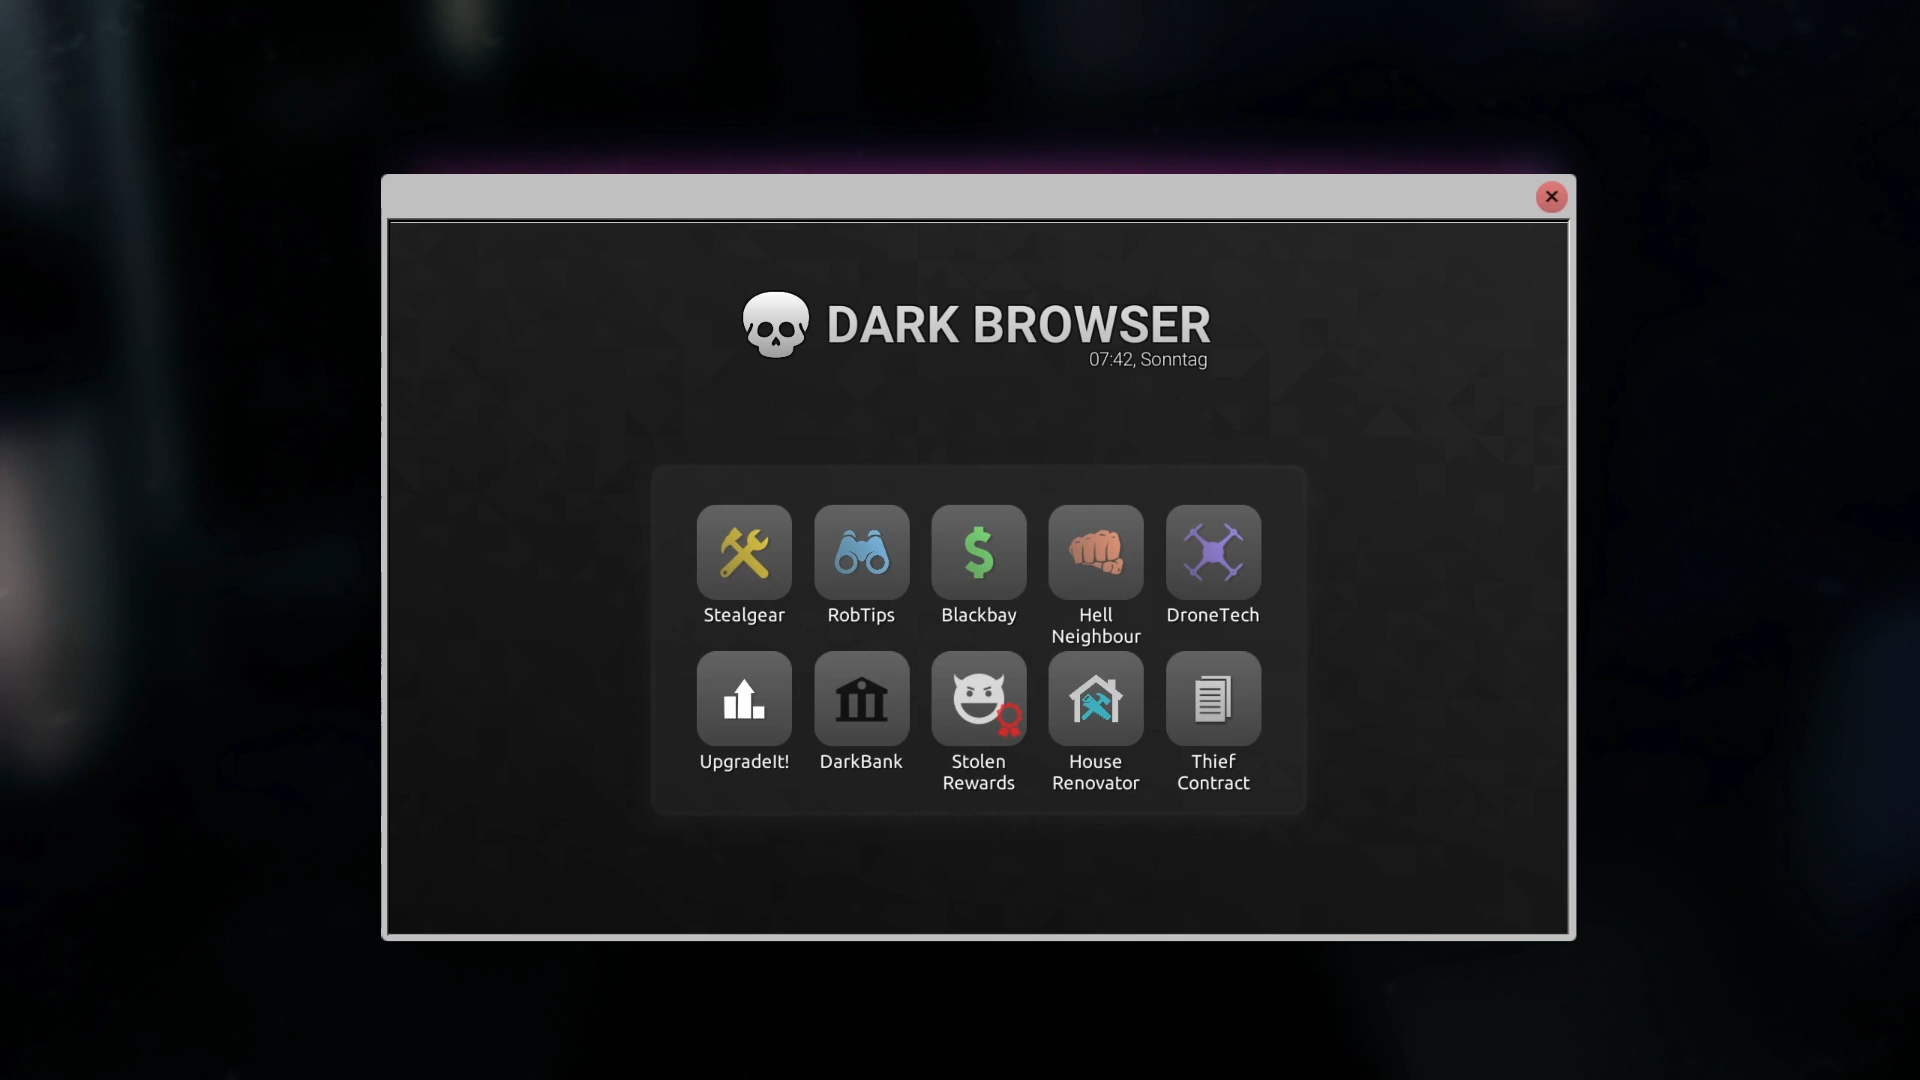 DARK BROWSER
07:42, Sonntag
Stealgear
RobTips
Blackbay
Hell
Neighbour
DroneTech
UpgradeIt!
DarkBank
Stolen
Rewards
House
Renovator
Thief
Contract